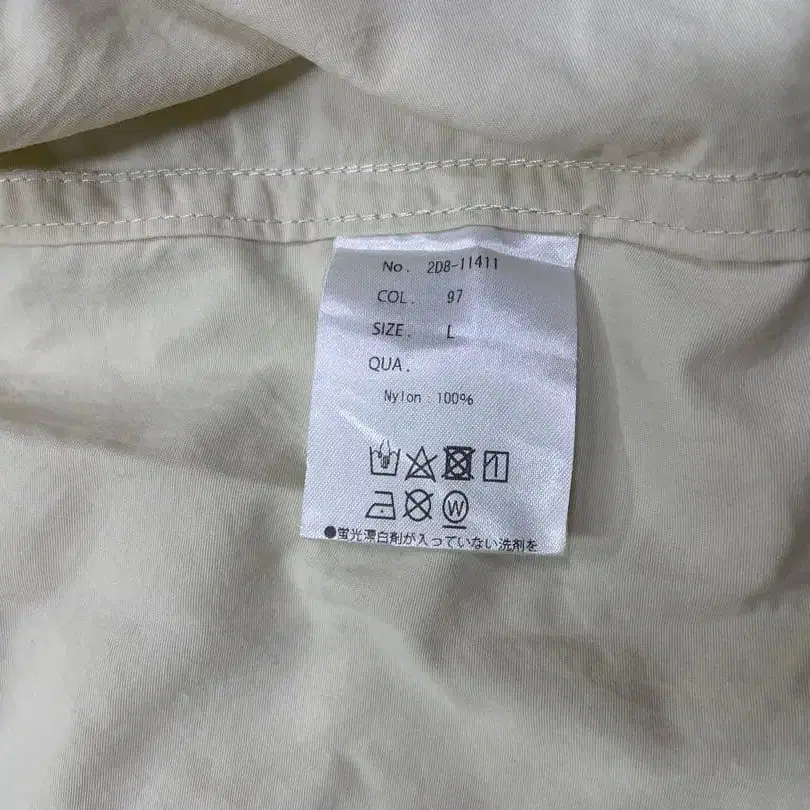 No. 2D8-11411
COL. 97
SIZE. L
QUA.
Nylon 100%
W
●蛍光漂白剤が入っていない洗剤を